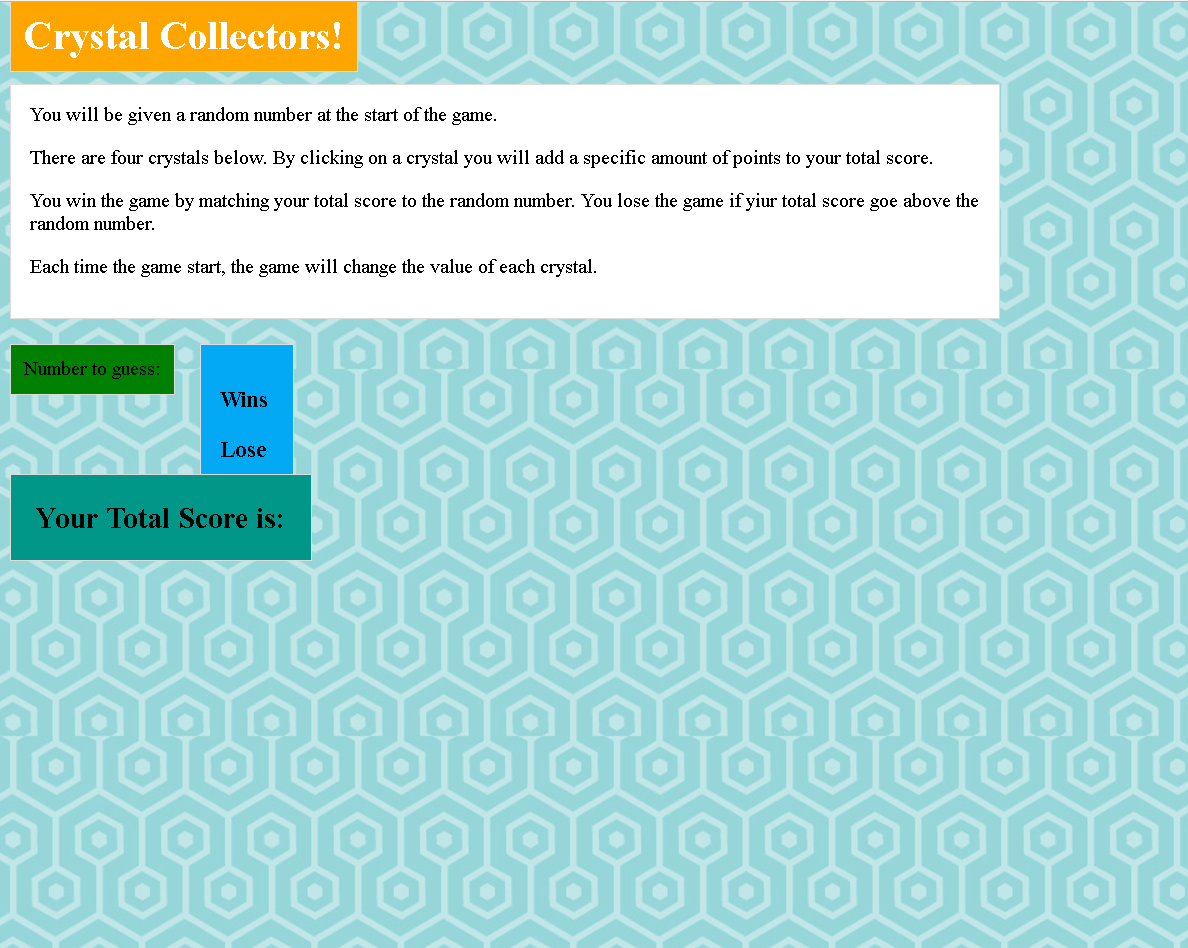 Crystal Collectors!
You will be given a random number at the start of the game.
There are four crystals below. By clicking on a crystal you will add a specific amount of points to your total score.
You win the game by matching your total score to the random number. You lose the game if yiur total score goe above the
random number.
Each time the game start, the game will change the value of each crystal.
Number to guess:
Wins
Lose
Your Total Score is: